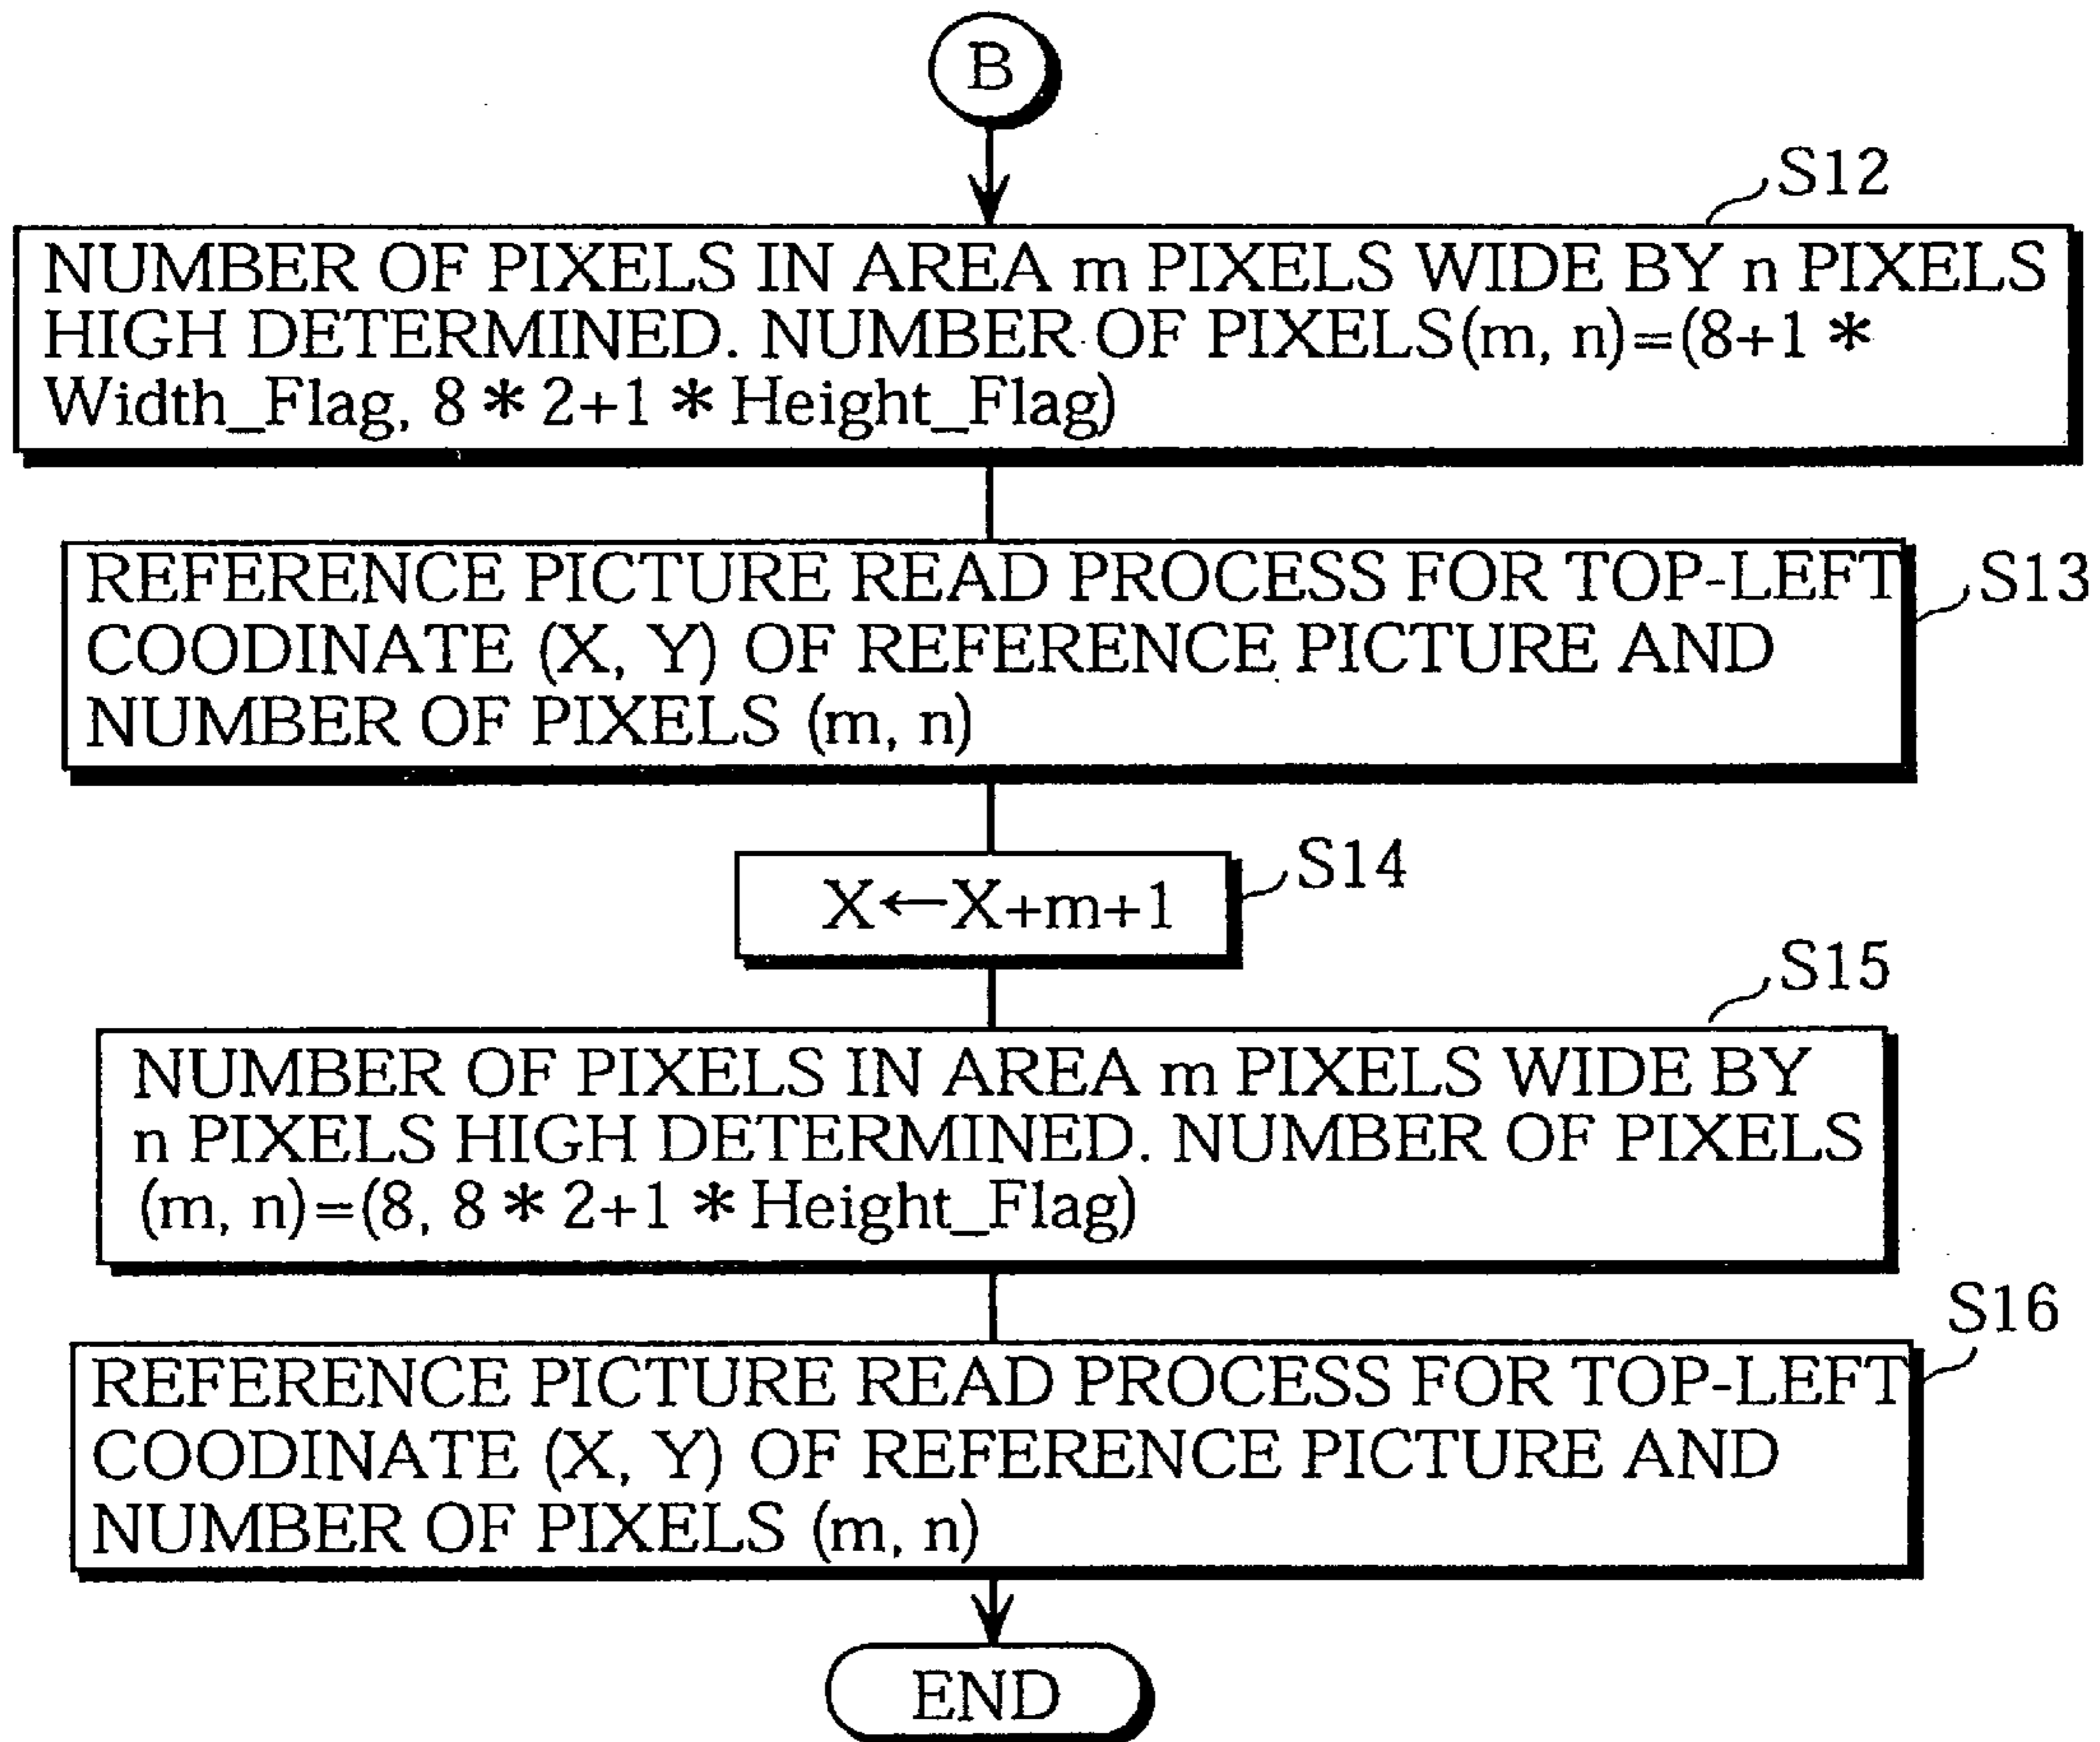 B
S12
NUMBER OF PIXELS IN AREA m PIXELS WIDE BY n PIXELS
HIGH DETERMINED. NUMBER OF PIXELS(m, n)=(8+1 *
Width_Flag, 8 * 2+1 * Height_Flag)
REFERENCE PICTURE READ PROCESS FOR TOP-LEFT
S13
COODINATE (X, Y) OF REFERENCE PICTURE AND
NUMBER OF PIXELS (m, n)
S14
X←X+m+1
S15
NUMBER OF PIXELS IN AREA m PIXELS WIDE BY
n PIXELS HIGH DETERMINED. NUMBER OF PIXELS
(m, n)=(8, 8 * 2+1 * Height_Flag)
S16
REFERENCE PICTURE READ PROCESS FOR TOP-LEFT
COODINATE (X, Y) OF REFERENCE PICTURE AND
NUMBER OF PIXELS (m, n)
END